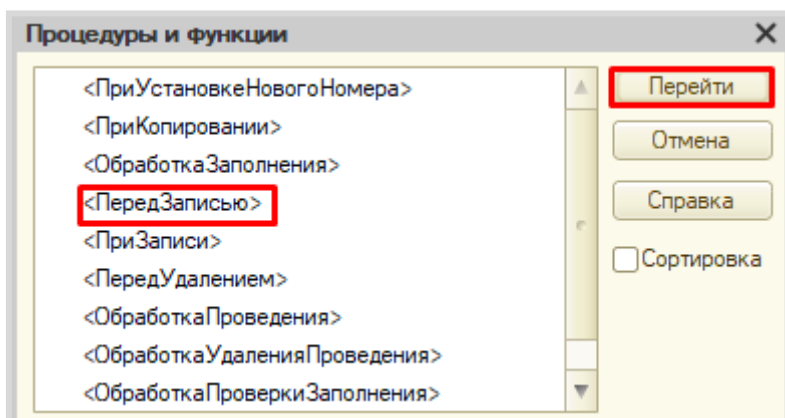 Процедуры и функции
<ПриУстановкеНовогоНомера>
<ПриКопировании>
<ОбработкаЗаполнения>
<ПередЗаписью>
<ПриЗаписи>
<ПередУдалением>
<ОбработкаПроведения>
<ОбработкаУдаленияПроведения>
<ОбработкаПроверкиЗаполнения>
Перейти
Отмена
Справка
Сортировка